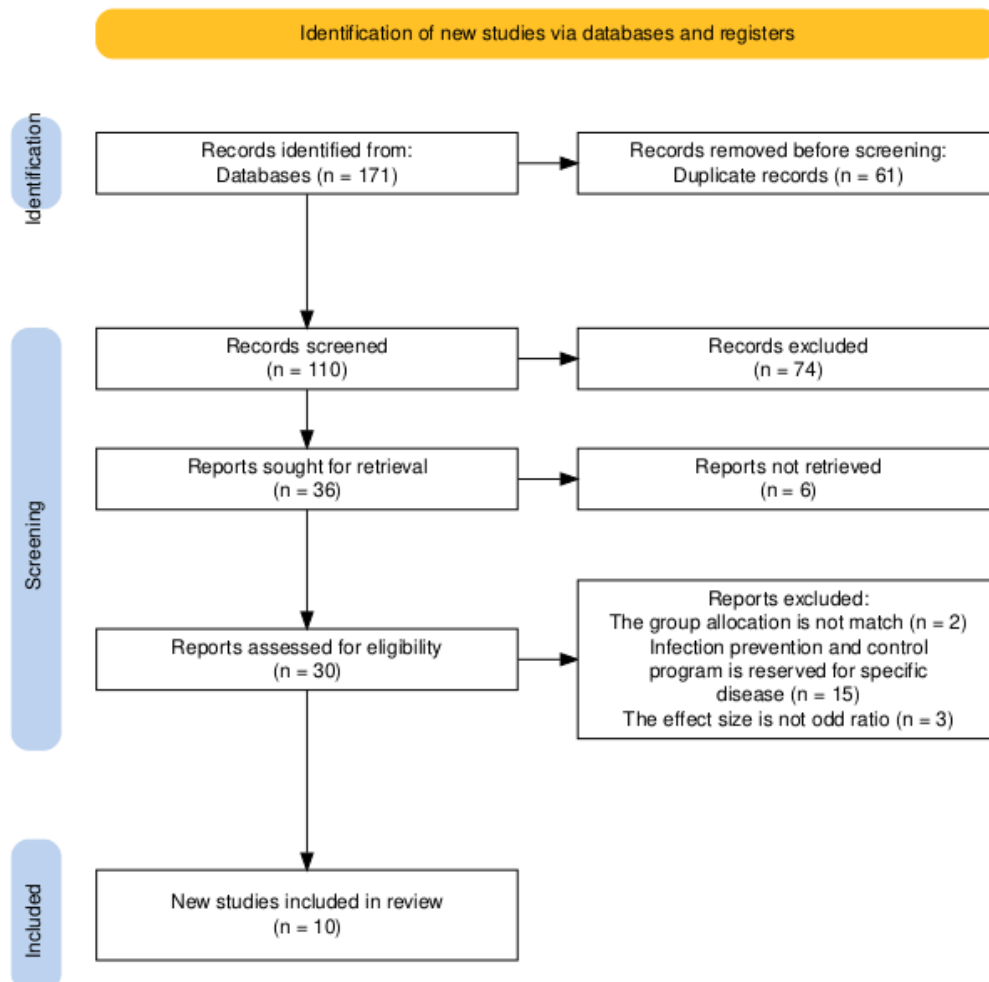 Identification of new studies via databases and registers
Identification
Records identified from:
Databases (n = 171)
Records removed before screening:
Duplicate records (n = 61)
Screening
Records screened
(n = 110)
Records excluded
(n = 74)
Reports sought for retrieval
(n = 36)
Reports not retrieved
(n = 6)
Reports assessed for eligibility
(n = 30)
Reports excluded:
The group allocation is not match (n = 2)
Infection prevention and control
program is reserved for specific
disease (n = 15)
The effect size is not odd ratio (n = 3)
Included
New studies included in review
(n = 10)